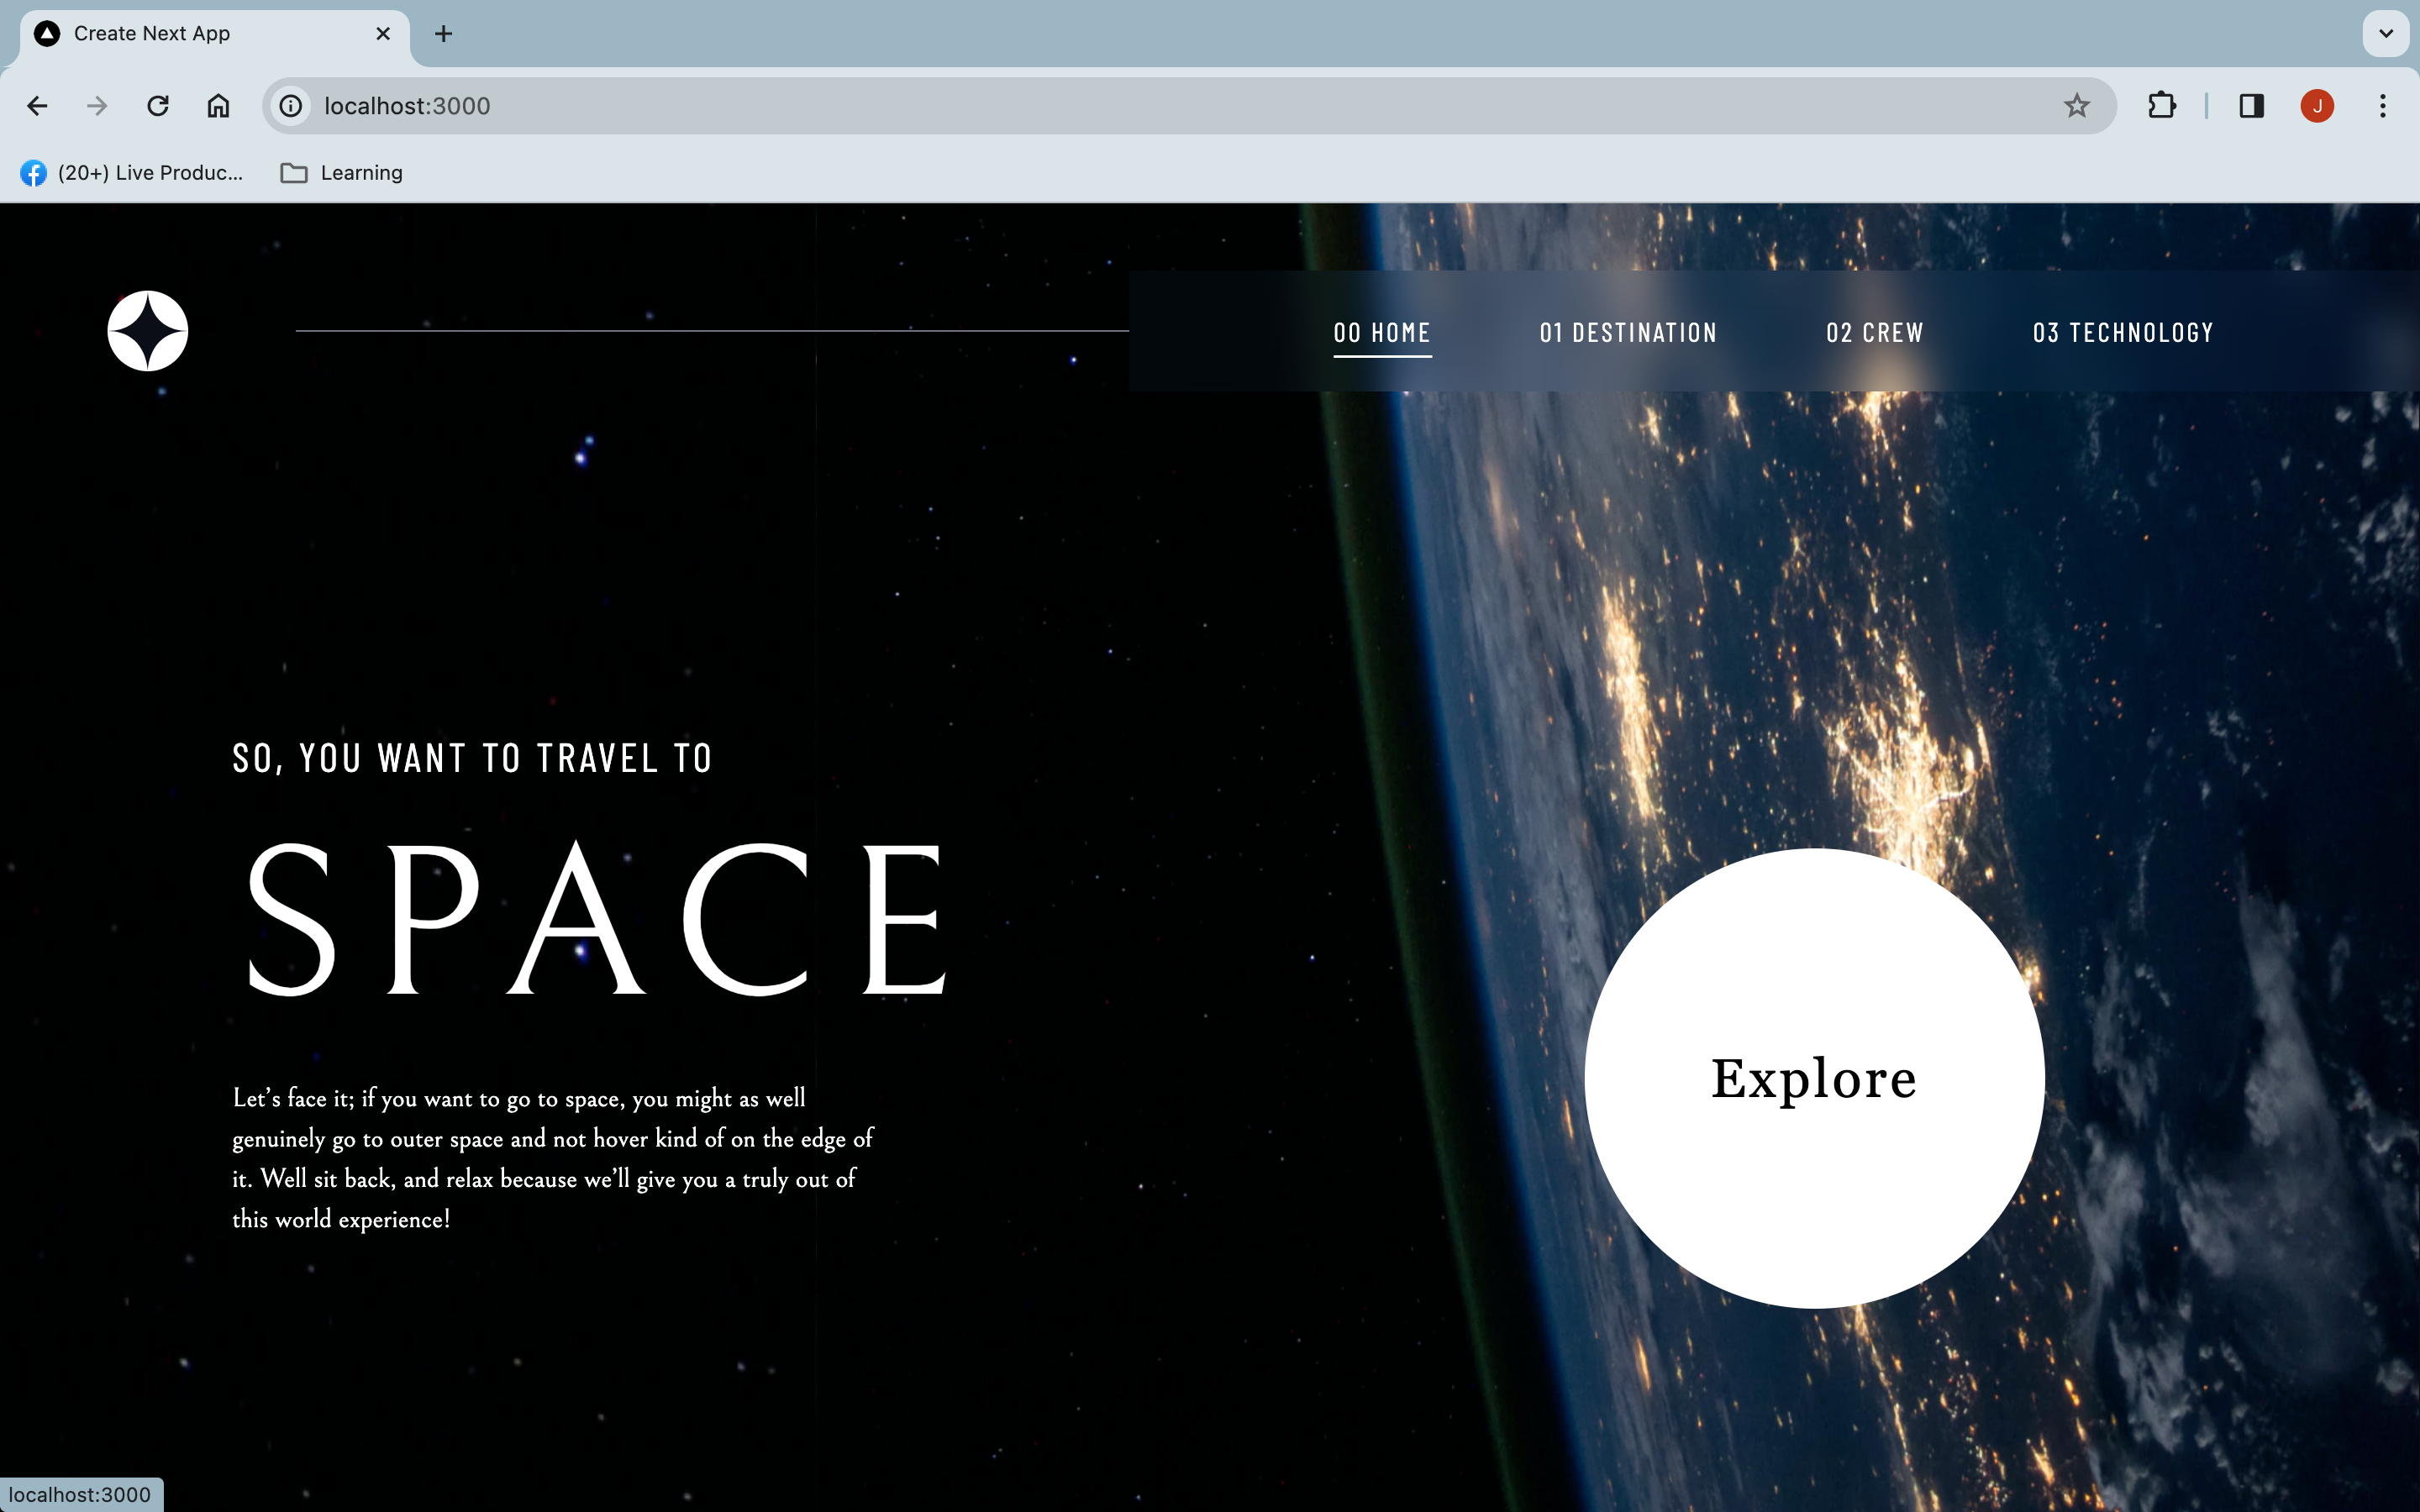 Create Next App
localhost:3000
J
(20+) Live Produc...
Learning
00 HOME 01 DESTINATION 02 CREW 03 TECHNOLOGY
SO, YOU WANT TO TRAVEL TO
SPACE
Let’s face it; if you want to go to space, you might as well
genuinely go to outer space and not hover kind of on the edge of
it. Well sit back, and relax because we’ll give you a truly out of
this world experience!
Explore
localhost:3000